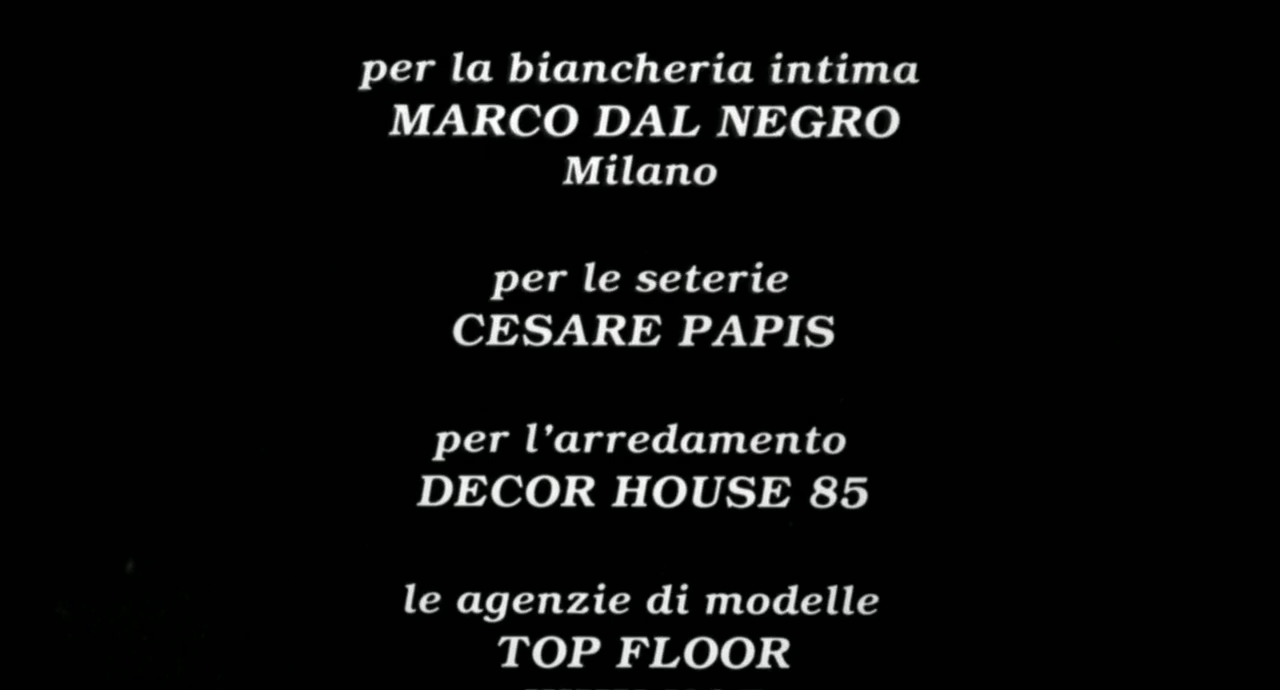 per la biancheria intima
MARCO DAL NEGRO
Milano
per le seterie
CESARE PAPIS
per l'arredamento
DECOR HOUSE 85
le agenzie di modelle
TOP FLOOR